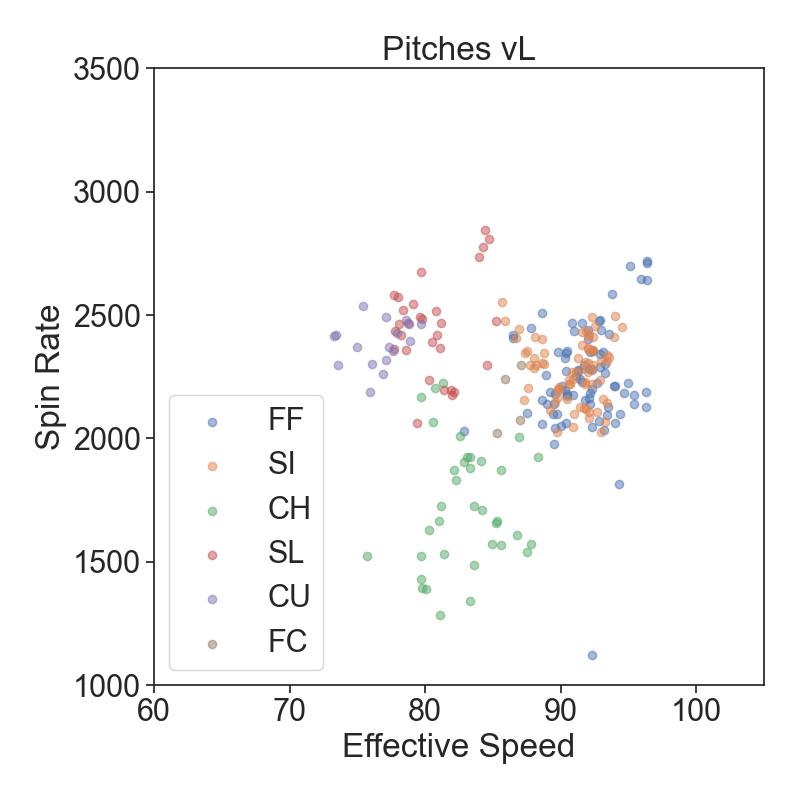 Pitches vL
3500
3000
2500
2000
1500
1000
Spin Rate
FF
SI
CH
SL
CU
FC
60 70 80 90 100
Effective Speed